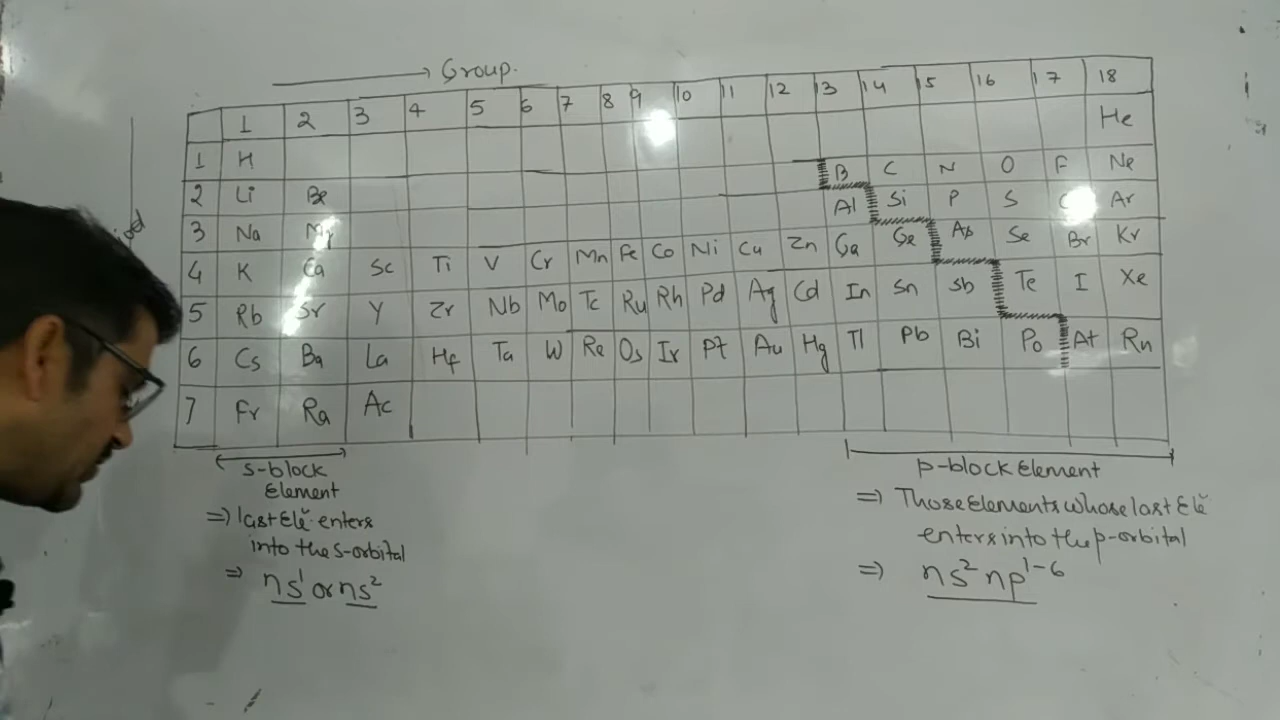 → Group.
1 2 3 4 5 6 7 8 9 10 11 12 13 14 15 16 17 18
He
1 H
2 Li Be B C N O F Ne
3 Na Al Si P S Ar
4 K Ca Sc Ti V Cr Mn Fe Co Ni Cu Zn Ga Ge As Se Br Kr
5 Rb Sr Y Zr Nb Mo Tc Ru Rh Pd Ag Cd In Sn Sb Te I Xe
6 Cs Ba La Hf Ta W Re Os Ir Pt Au Hg Tl Pb Bi Po At Rn
7 Fr Ra Ac
s-block
Element
⇒ last Ele⁻ enters
into the s-orbital
⇒ ns¹ or ns²
p-block Element
⇒ Those Elements whose last Ele⁻
enters into the p-orbital
⇒ ns² np¹⁻⁶